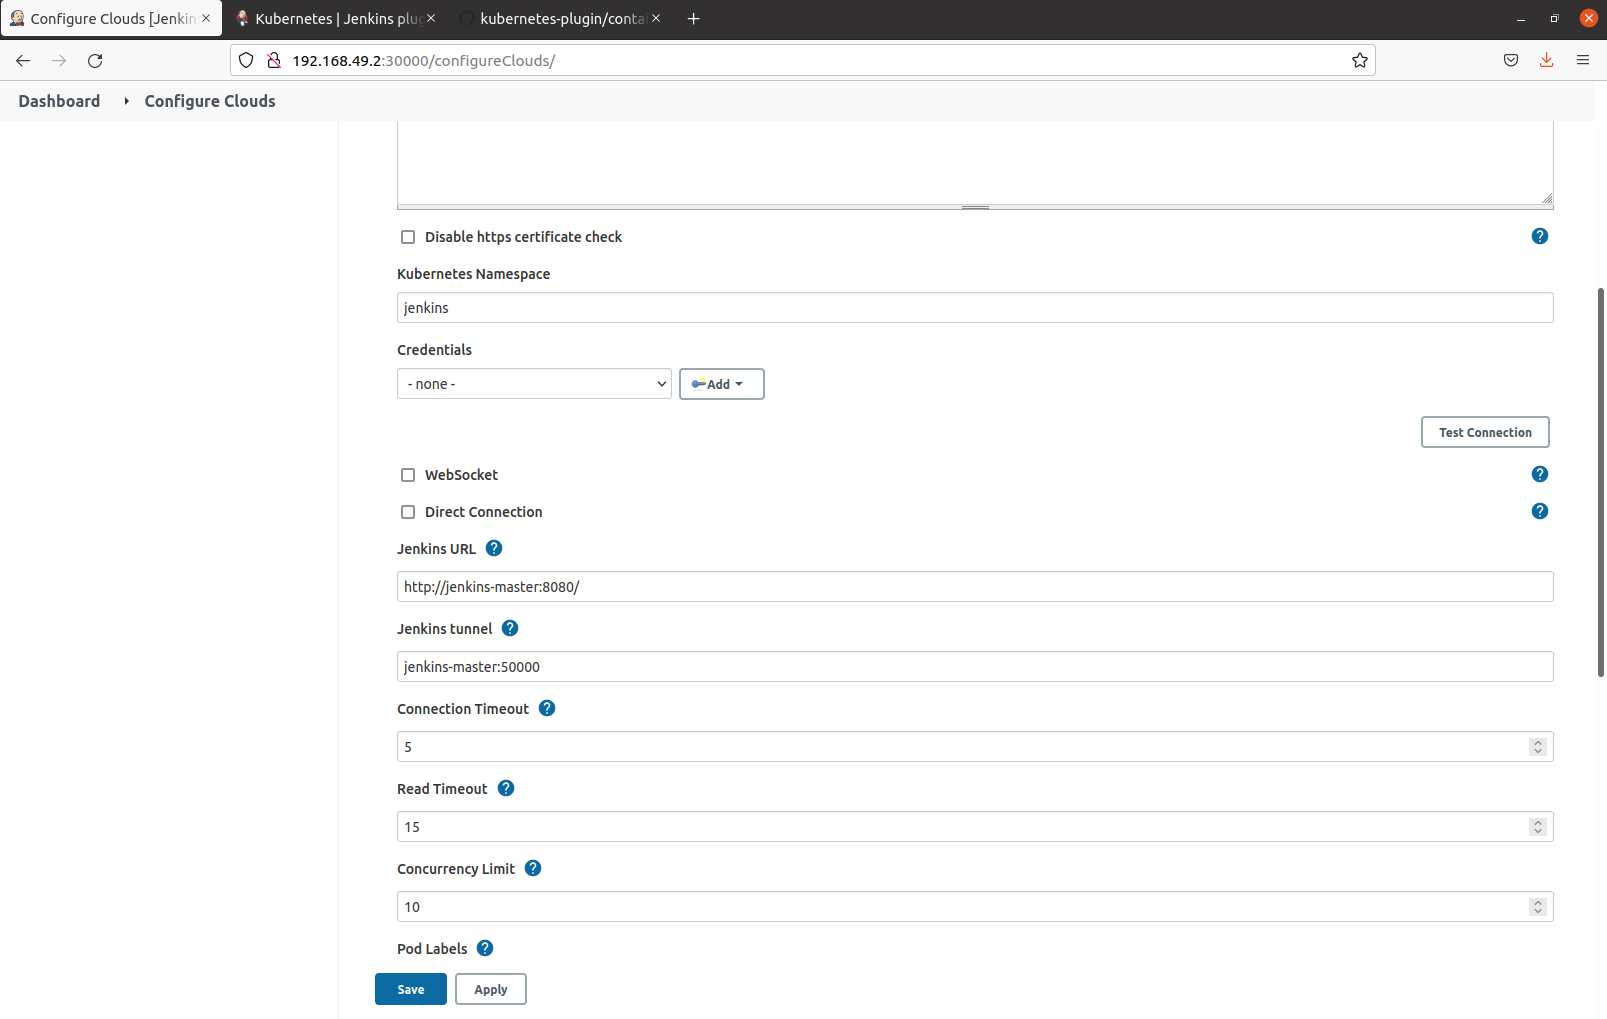 Configure Clouds [Jenkin
Kubernetes | Jenkins plug
kubernetes-plugin/contai
192.168.49.2:30000/configureClouds/
Dashboard
Configure Clouds
Disable https certificate check
?
Kubernetes Namespace
jenkins
Credentials
- none -
Add
Test Connection
WebSocket
?
Direct Connection
?
Jenkins URL ?
http://jenkins-master:8080/
Jenkins tunnel ?
jenkins-master:50000
Connection Timeout ?
5
Read Timeout ?
15
Concurrency Limit ?
10
Pod Labels ?
Save
Apply